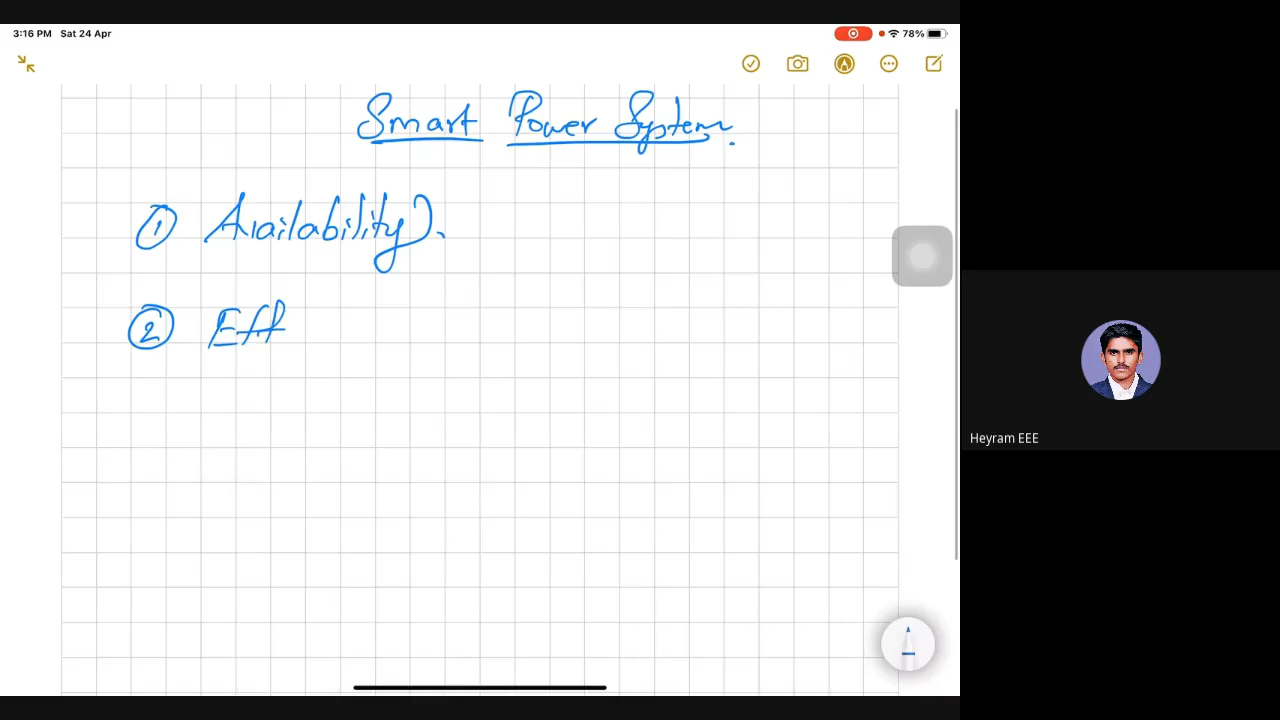 3:16 PM Sat 24 Apr
78%
Smart Power System.
① Availability).
② Eff
Heyram EEE